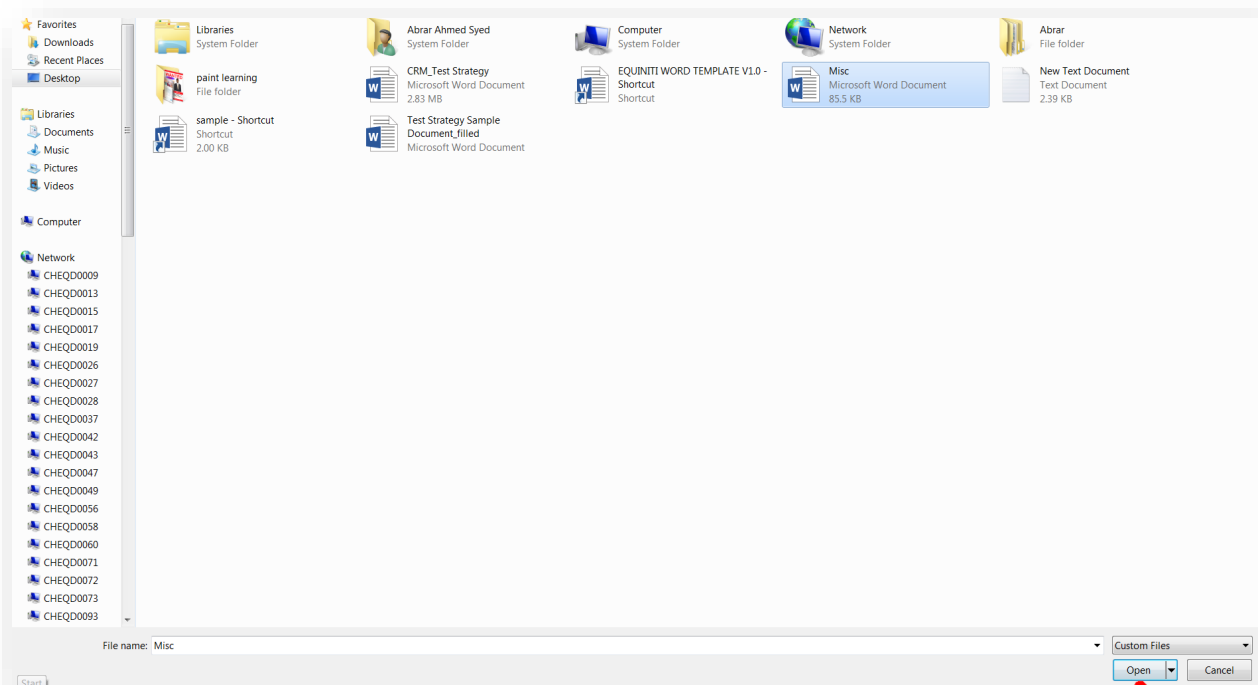 Favorites
Downloads
Recent Places
Desktop
Libraries
Documents
Music
Pictures
Videos
Computer
Network
CHEQD0009
CHEQD0013
CHEQD0015
CHEQD0017
CHEQD0019
CHEQD0026
CHEQD0027
CHEQD0028
CHEQD0037
CHEQD0042
CHEQD0043
CHEQD0047
CHEQD0049
CHEQD0056
CHEQD0058
CHEQD0060
CHEQD0071
CHEQD0072
CHEQD0073
CHEQD0093
Libraries
System Folder
Abrar Ahmed Syed
System Folder
Computer
System Folder
Network
System Folder
Abrar
File folder
paint learning
File folder
CRM_Test Strategy
Microsoft Word Document
2.83 MB
EQUINITI WORD TEMPLATE V1.0 -
Shortcut
Shortcut
Misc
Microsoft Word Document
85.5 KB
New Text Document
Text Document
2.39 KB
sample - Shortcut
Shortcut
2.00 KB
Test Strategy Sample
Document_filled
Microsoft Word Document
File name: Misc
Custom Files
Open
Cancel
Start